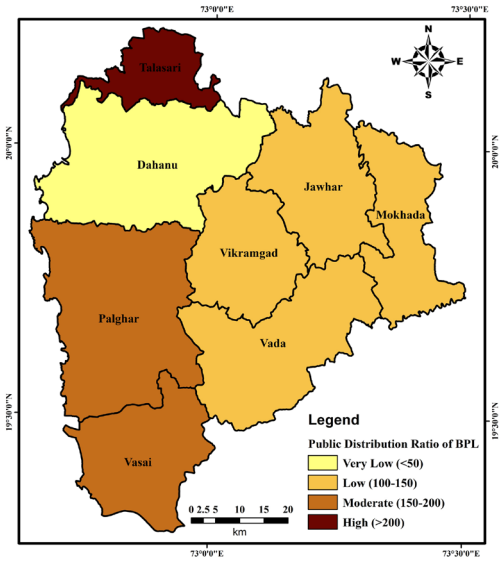 73°0'0"E 73°30'0"E
N
W E
S
Talasari
20°0'0"N 20°0'0"N
Dahanu
Jawhar
Mokhada
Vikramgad
Palghar
Vada
19°30'0"N 19°30'0"N
Legend
Public Distribution Ratio of BPL
Vasai
Very Low (<50)
Low (100-150)
Moderate (150-200)
High (>200)
0 2.5 5 10 15 20
km
73°0'0"E 73°30'0"E